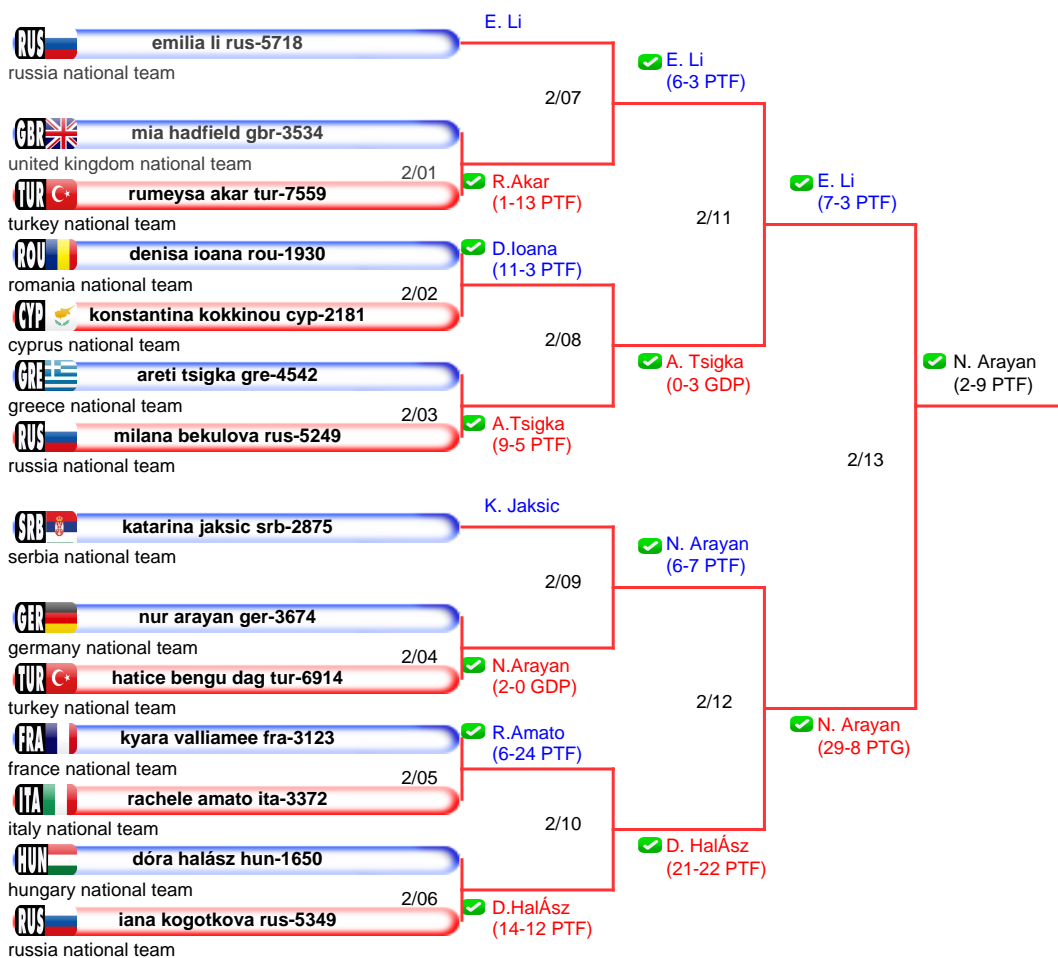 E. Li
RUS emilia li rus-5718
russia national team
E. Li
(6-3 PTF)
2/07
GBR mia hadfield gbr-3534
united kingdom national team
2/01
TUR rumeysa akar tur-7559
turkey national team
R.Akar
(1-13 PTF)
E. Li
(7-3 PTF)
2/11
ROU denisa ioana rou-1930
romania national team
D.Ioana
(11-3 PTF)
2/02
CYP konstantina kokkinou cyp-2181
cyprus national team
2/08
GRE areti tsigka gre-4542
greece national team
A. Tsigka
(0-3 GDP)
N. Arayan
(2-9 PTF)
2/03
RUS milana bekulova rus-5249
russia national team
A.Tsigka
(9-5 PTF)
2/13
K. Jaksic
SRB katarina jaksic srb-2875
serbia national team
N. Arayan
(6-7 PTF)
2/09
GER nur arayan ger-3674
germany national team
2/04
TUR hatice bengu dag tur-6914
turkey national team
N.Arayan
(2-0 GDP)
2/12
FRA kyara valliamee fra-3123
france national team
R.Amato
(6-24 PTF)
N. Arayan
(29-8 PTG)
2/05
ITA rachele amato ita-3372
italy national team
2/10
HUN dóra halász hun-1650
hungary national team
D. HalÁsz
(21-22 PTF)
2/06
RUS iana kogotkova rus-5349
russia national team
D.HalÁsz
(14-12 PTF)